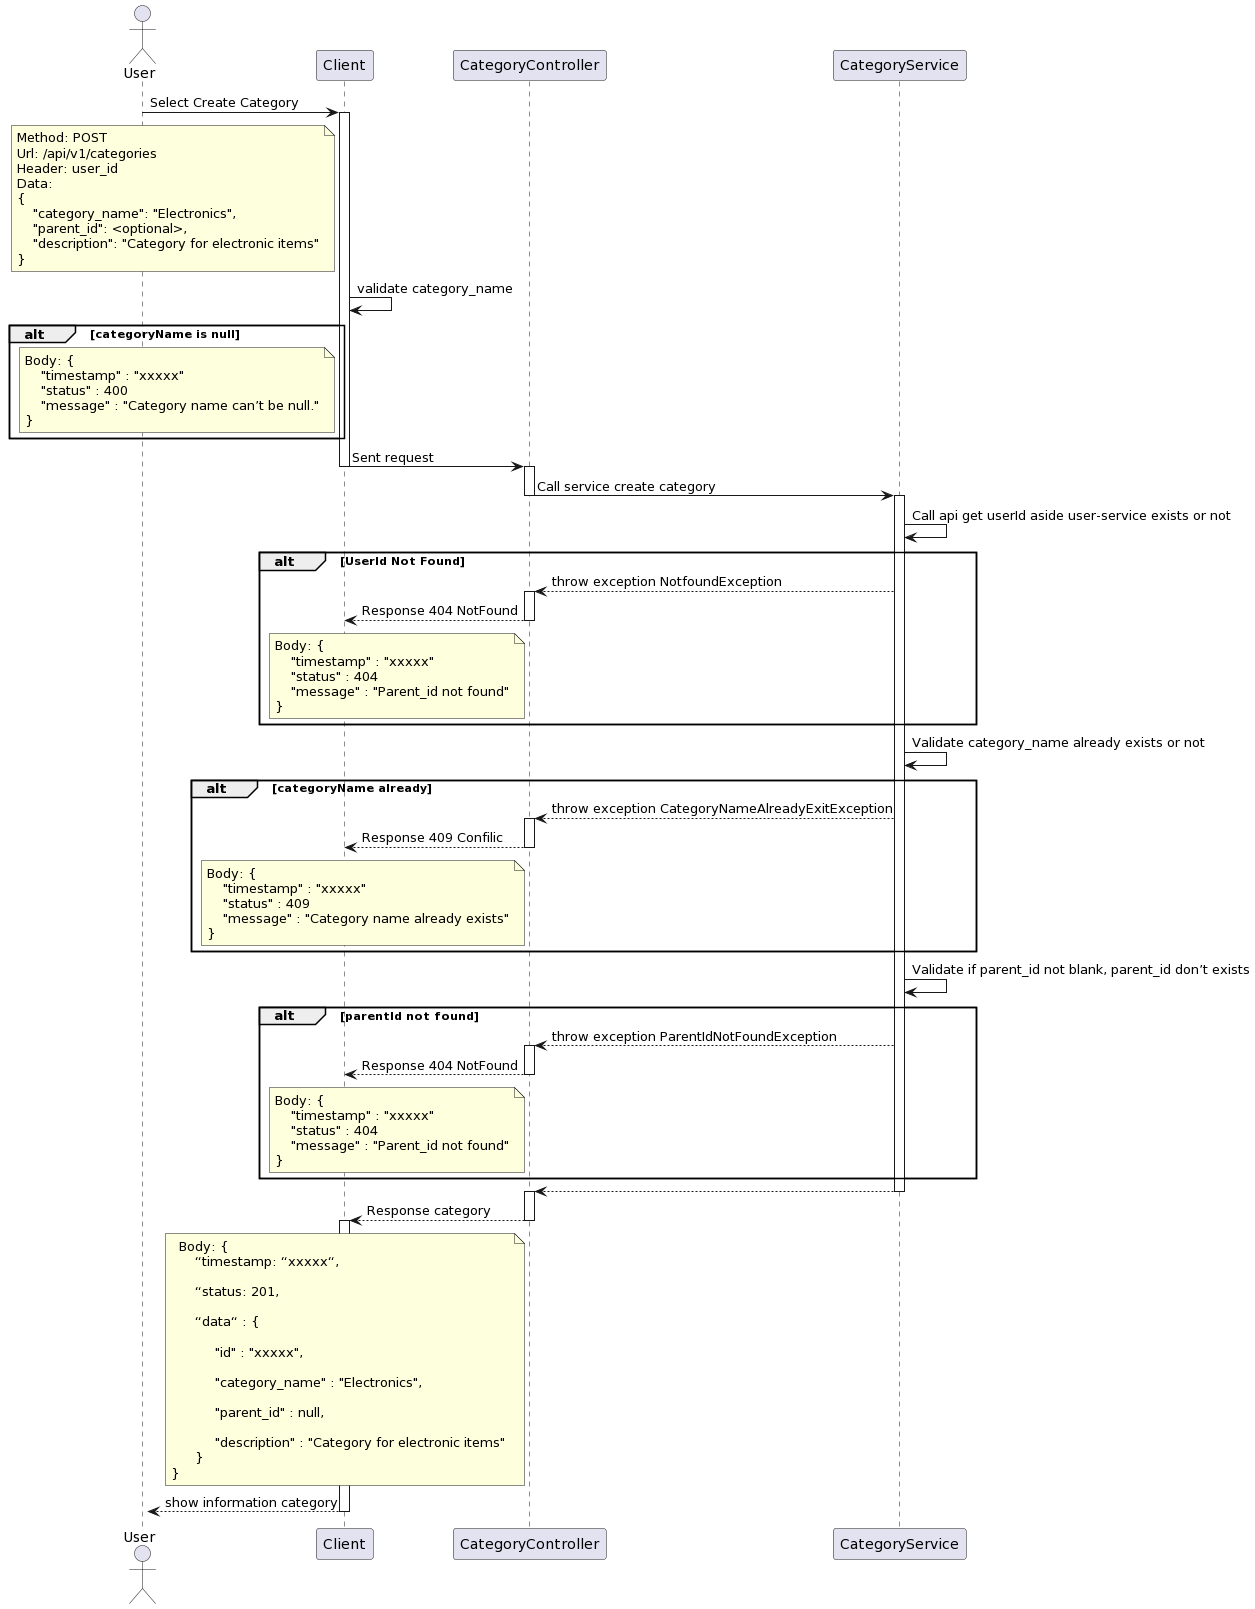 User
Client
CategoryController
CategoryService
Select Create Category
Method: POST
Url: /api/v1/categories
Header: user_id
Data:
{
"category_name": "Electronics",
"parent_id": <optional>,
"description": "Category for electronic items"
}
validate category_name
alt [categoryName is null]
Body: {
"timestamp" : "xxxxx"
"status" : 400
"message" : "Category name can’t be null."
}
Sent request
Call service create category
Call api get userId aside user-service exists or not
alt [UserId Not Found]
throw exception NotfoundException
Response 404 NotFound
Body: {
"timestamp" : "xxxxx"
"status" : 404
"message" : "Parent_id not found"
}
Validate category_name already exists or not
alt [categoryName already]
throw exception CategoryNameAlreadyExitException
Response 409 Confilic
Body: {
"timestamp" : "xxxxx"
"status" : 409
"message" : "Category name already exists"
}
Validate if parent_id not blank, parent_id don’t exists
alt [parentId not found]
throw exception ParentIdNotFoundException
Response 404 NotFound
Body: {
"timestamp" : "xxxxx"
"status" : 404
"message" : "Parent_id not found"
}
Response category
Body: {
“timestamp: “xxxxx“,
“status: 201,
“data“ : {
"id" : "xxxxx",
"category_name" : "Electronics",
"parent_id" : null,
"description" : "Category for electronic items"
}
}
show information category
User
Client
CategoryController
CategoryService